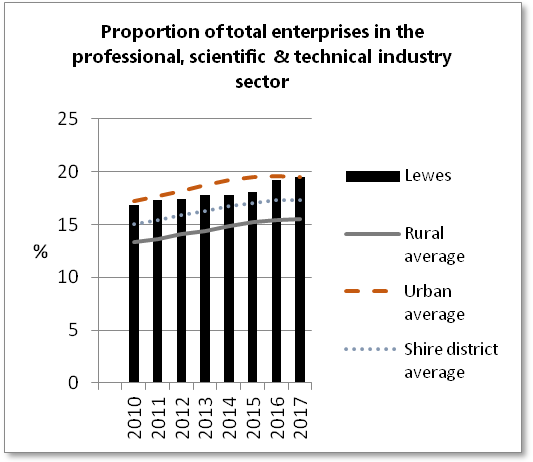 Proportion of total enterprises in the
professional, scientific & technical industry
sector
25
20
15
10
5
0
%
2010
2011
2012
2013
2014
2015
2016
2017
Lewes
Rural
average
Urban
average
Shire district
average